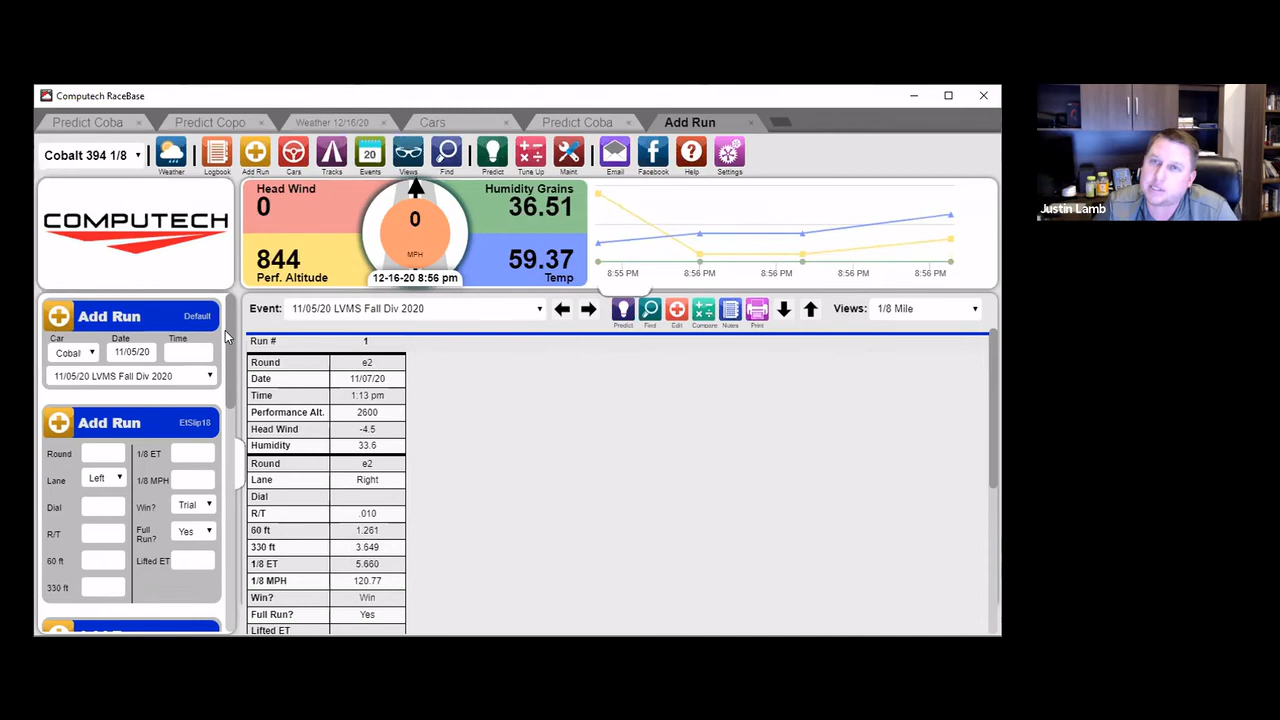 Computech RaceBase
Predict Coba × Predict Copo × Weather 12/16/20 × Cars × Predict Coba × Add Run ×
Cobalt 394 1/8
Weather Logbook Add Run Cars Tracks Events Views Find Predict Tune Up Maint Email Facebook Help Settings
20
COMPUTECH
Head Wind
0
Humidity Grains
36.51
0
MPH
844
Perf. Altitude
59.37
Temp
12-16-20 8:56 pm
8:55 PM 8:56 PM 8:56 PM 8:56 PM
Justin Lamb
Add Run Default
Car Date Time
Cobal 11/05/20
11/05/20 LVMS Fall Div 2020
Add Run EtSlip18
Round 1/8 ET
Lane Left 1/8 MPH
Dial Win? Trial
R/T Full Run? Yes
60 ft Lifted ET
330 ft
Event: 11/05/20 LVMS Fall Div 2020
Predict Find Edit Compare Notes Print
Views: 1/8 Mile
Run # 1
Round e2
Date 11/07/20
Time 1:13 pm
Performance Alt. 2600
Head Wind -4.5
Humidity 33.6
Round e2
Lane Right
Dial
R/T .010
60 ft 1.261
330 ft 3.649
1/8 ET 5.660
1/8 MPH 120.77
Win? Win
Full Run? Yes
Lifted ET